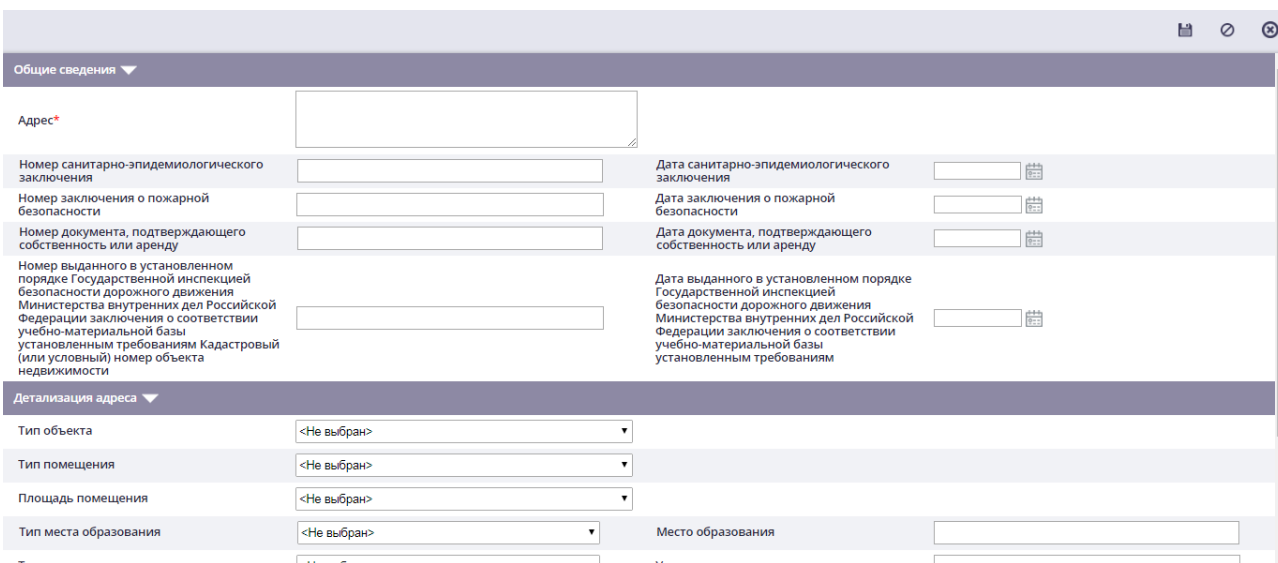 Общие сведения
Адрес*
Номер санитарно-эпидемиологического
заключения
Дата санитарно-эпидемиологического
заключения
Номер заключения о пожарной
безопасности
Дата заключения о пожарной
безопасности
Номер документа, подтверждающего
собственность или аренду
Дата документа, подтверждающего
собственность или аренду
Номер выданного в установленном
порядке Государственной инспекцией
безопасности дорожного движения
Министерства внутренних дел Российской
Федерации заключения о соответствии
учебно-материальной базы
установленным требованиям Кадастровый
(или условный) номер объекта
недвижимости
Дата выданного в установленном порядке
Государственной инспекцией
безопасности дорожного движения
Министерства внутренних дел Российской
Федерации заключения о соответствии
учебно-материальной базы
установленным требованиям
Детализация адреса
Тип объекта
<Не выбран>
Тип помещения
<Не выбран>
Площадь помещения
<Не выбран>
Тип места образования
<Не выбран>
Место образования